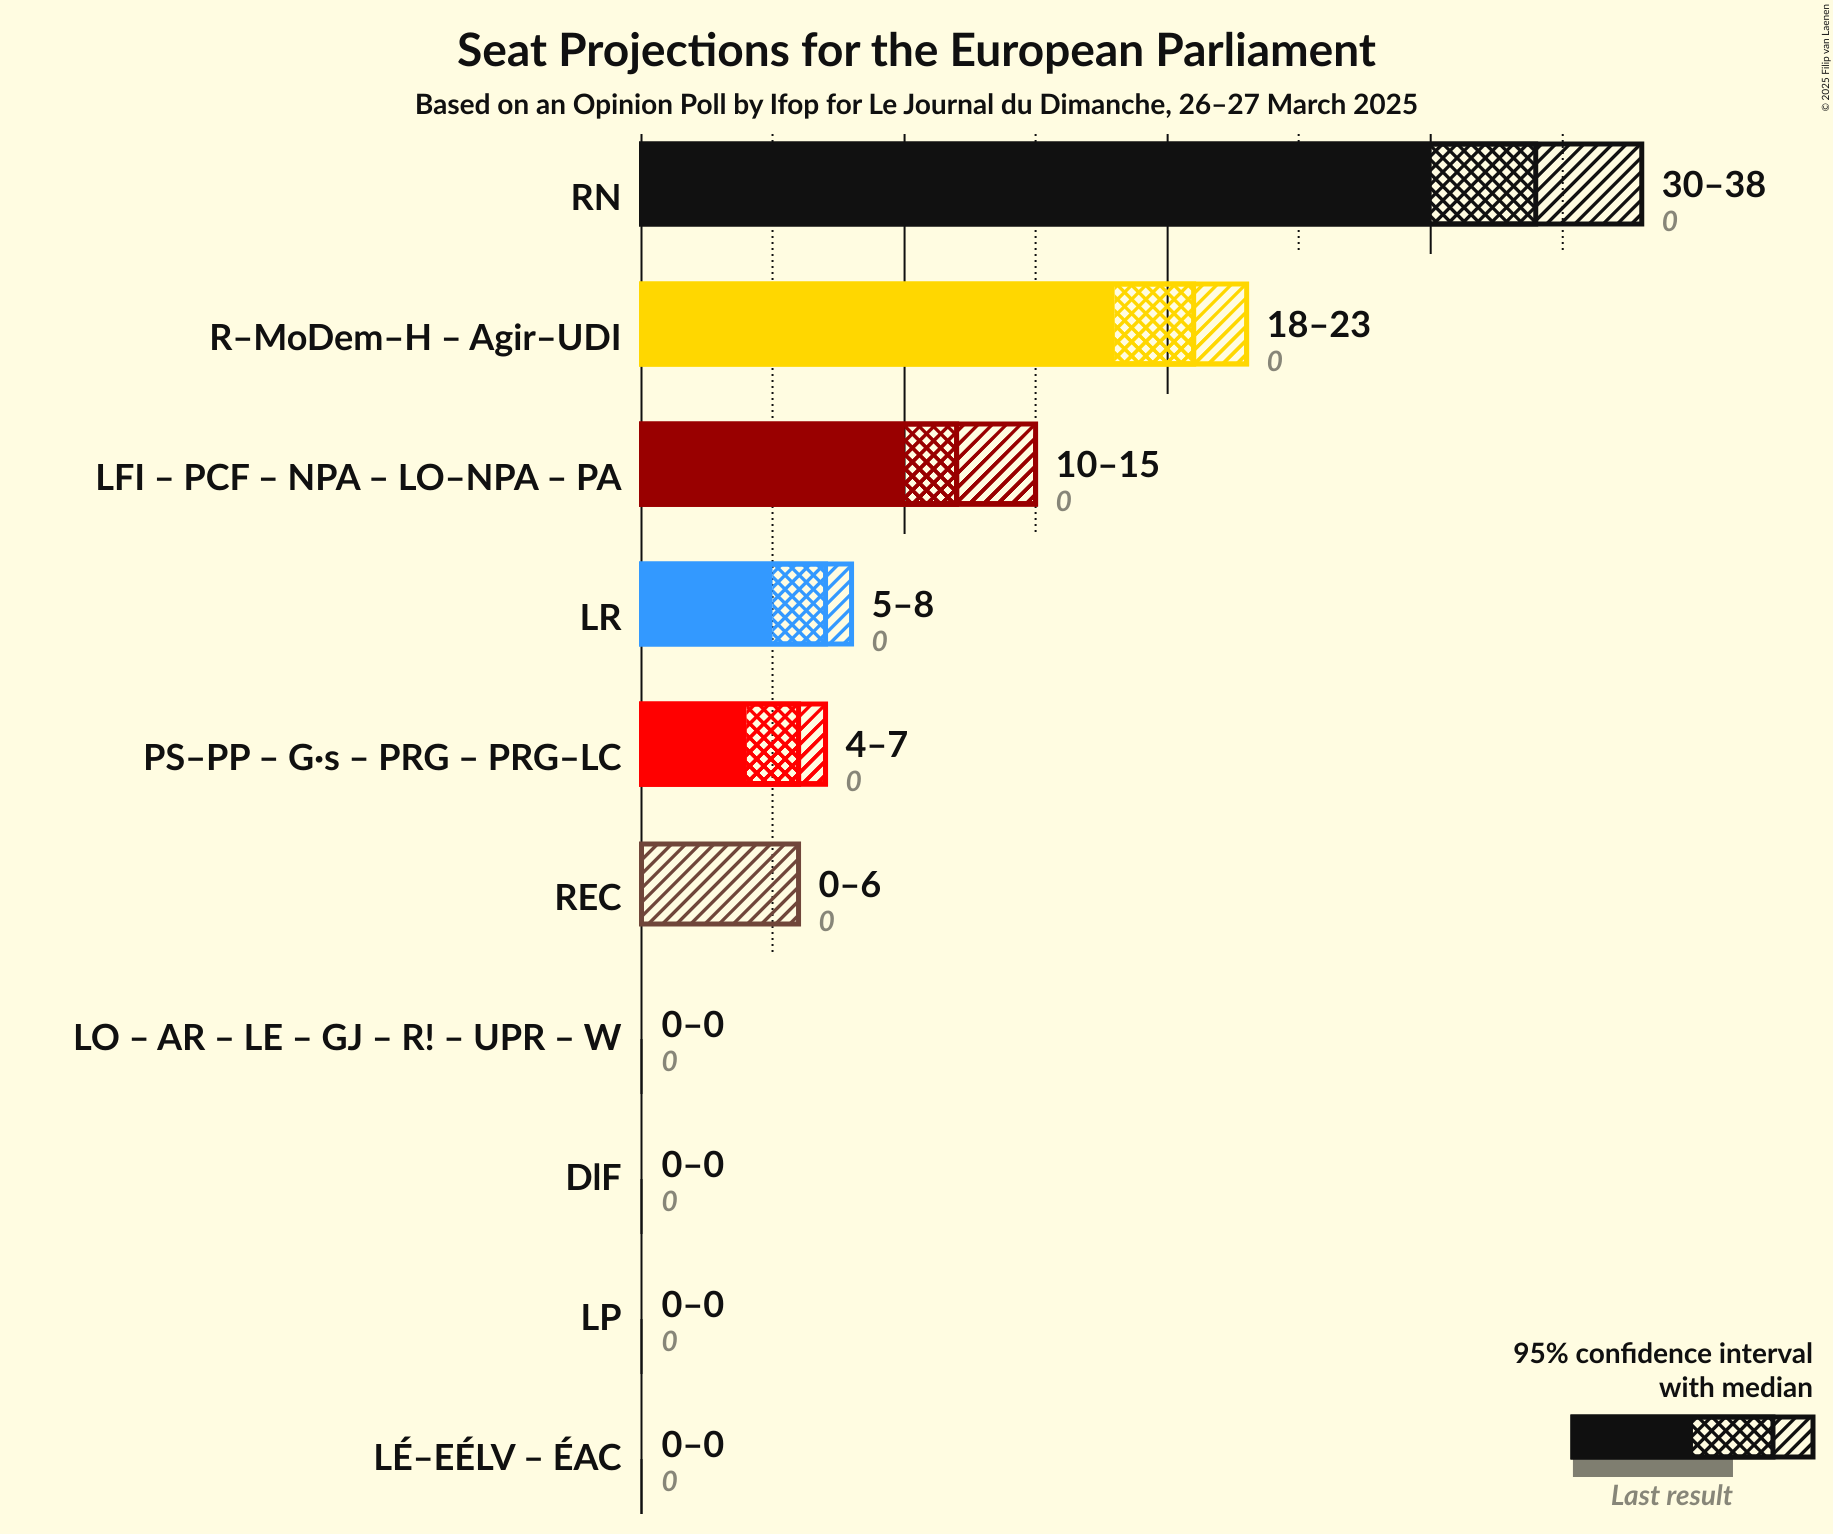 Seat Projections for the European Parliament
Based on an Opinion Poll by Ifop for Le Journal du Dimanche, 26–27 March 2025
© 2025 Filip van Laenen
RN
30–38
0
R–MoDem–H – Agir–UDI
18–23
0
LFI – PCF – NPA – LO–NPA – PA
10–15
0
LR
5–8
0
PS–PP – G·s – PRG – PRG–LC
4–7
0
REC
0–6
0
LO – AR – LE – GJ – R! – UPR – W
0–0
0
DIF
0–0
0
LP
0–0
0
LÉ–EÉLV – ÉAC
0–0
0
95% confidence interval
with median
Last result